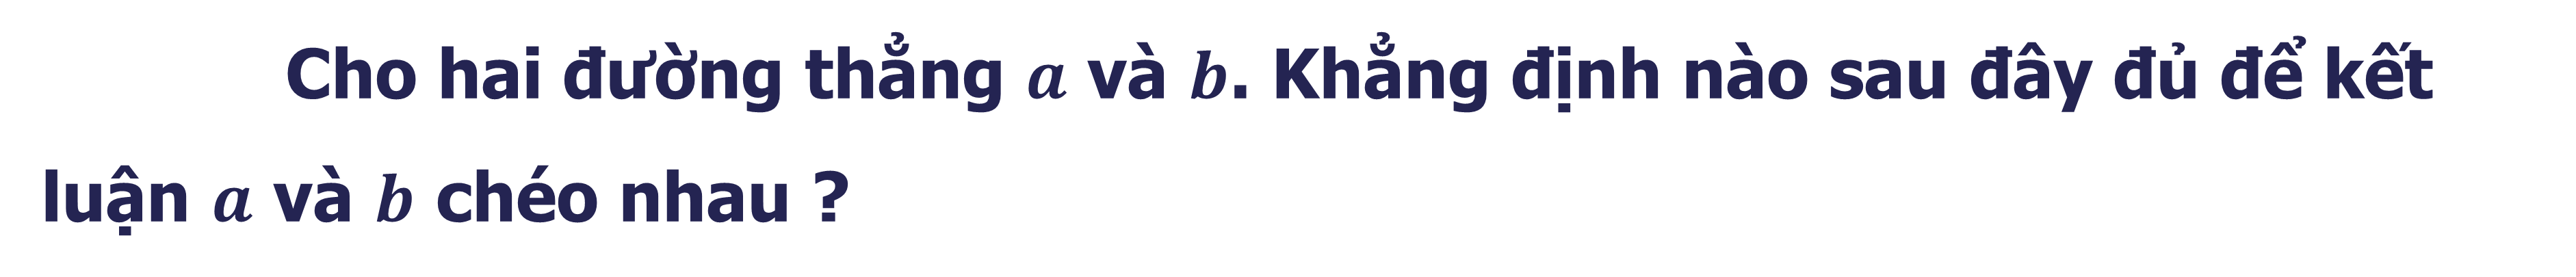 Cho hai đường thẳng a và b. Khẳng định nào sau đây đủ để kết
luận a và b chéo nhau ?